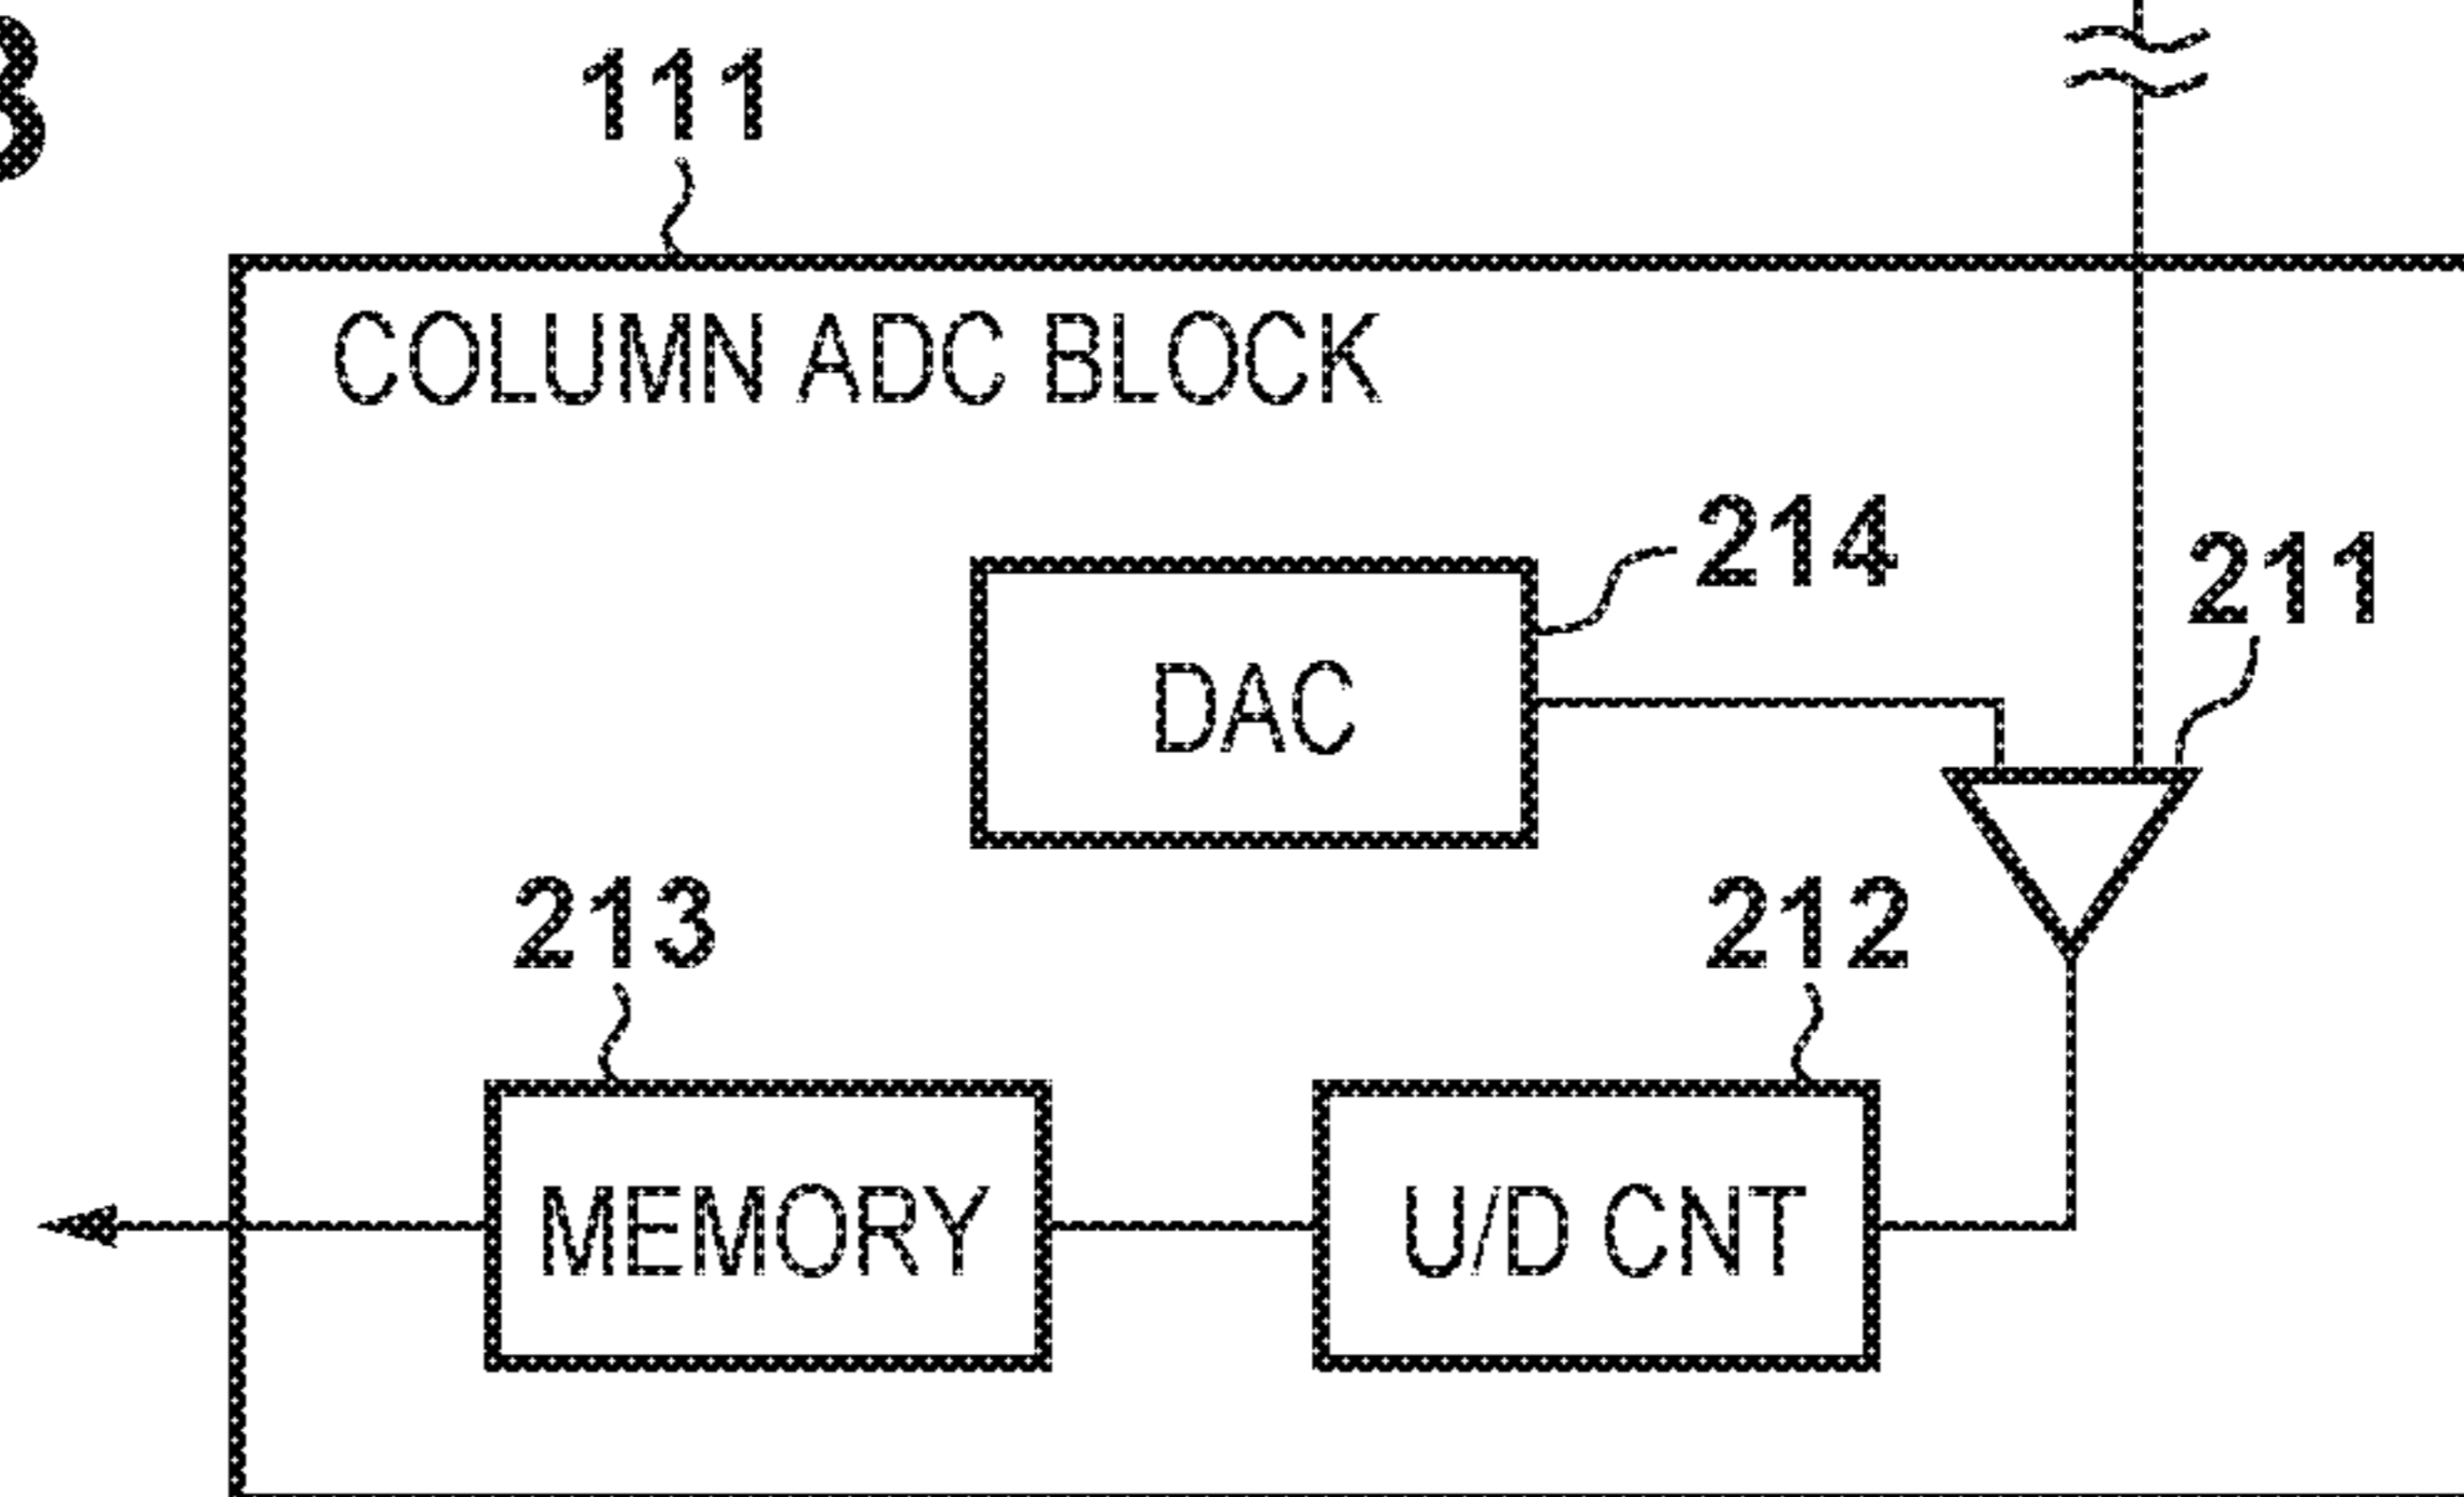 111
COLUMN ADC BLOCK
214
211
DAC
213
212
MEMORY
U/D CNT